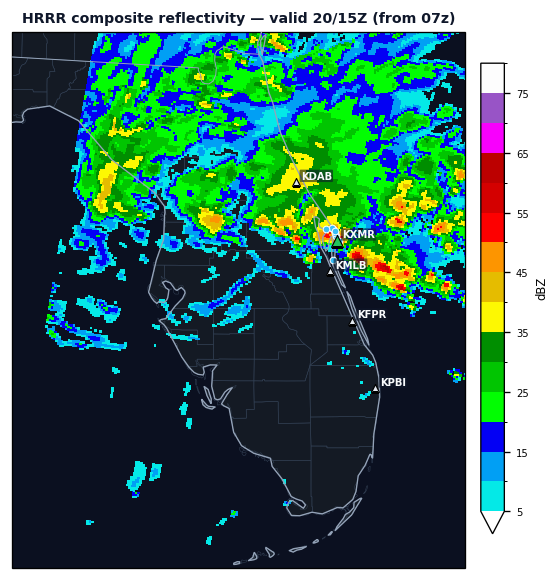 HRRR composite reflectivity — valid 20/15Z (from 07z)
75
65
55
45
35
25
15
5
dBZ
KDAB
KXMR
KMLB
KFPR
KPBI